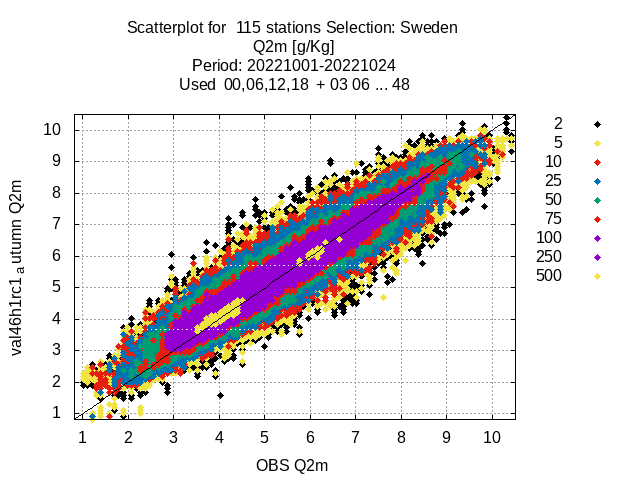 Scatterplot for 115 stations Selection: Sweden
Q2m [g/Kg]
Period: 20221001-20221024
Used 00,06,12,18 + 03 06 ... 48
val46h1rc1 a utumn Q2m
10
9
8
7
6
5
4
3
2
1
1 2 3 4 5 6 7 8 9 10
OBS Q2m
2
5
10
25
50
75
100
250
500